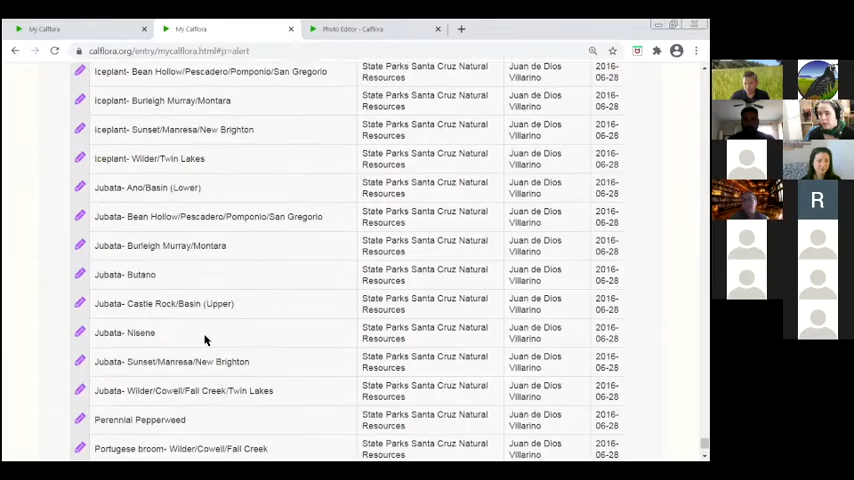 My Calflora
My Calflora
Photo Editor - Calflora
calflora.org/entry/mycalflora.html#p=alert
Iceplant- Bean Hollow/Pescadero/Pomponio/San Gregorio
State Parks Santa Cruz Natural
Resources
Juan de Dios
Villarino
2016-
06-28
Iceplant- Burleigh Murray/Montara
State Parks Santa Cruz Natural
Resources
Juan de Dios
Villarino
2016-
06-28
Iceplant- Sunset/Manresa/New Brighton
State Parks Santa Cruz Natural
Resources
Juan de Dios
Villarino
2016-
06-28
Iceplant- Wilder/Twin Lakes
State Parks Santa Cruz Natural
Resources
Juan de Dios
Villarino
2016-
06-28
Jubata- Ano/Basin (Lower)
State Parks Santa Cruz Natural
Resources
Juan de Dios
Villarino
2016-
06-28
Jubata- Bean Hollow/Pescadero/Pomponio/San Gregorio
State Parks Santa Cruz Natural
Resources
Juan de Dios
Villarino
2016-
06-28
Jubata- Burleigh Murray/Montara
State Parks Santa Cruz Natural
Resources
Juan de Dios
Villarino
2016-
06-28
Jubata- Butano
State Parks Santa Cruz Natural
Resources
Juan de Dios
Villarino
2016-
06-28
Jubata- Castle Rock/Basin (Upper)
State Parks Santa Cruz Natural
Resources
Juan de Dios
Villarino
2016-
06-28
Jubata- Nisene
State Parks Santa Cruz Natural
Resources
Juan de Dios
Villarino
2016-
06-28
Jubata- Sunset/Manresa/New Brighton
State Parks Santa Cruz Natural
Resources
Juan de Dios
Villarino
2016-
06-28
Jubata- Wilder/Cowell/Fall Creek/Twin Lakes
State Parks Santa Cruz Natural
Resources
Juan de Dios
Villarino
2016-
06-28
Perennial Pepperweed
State Parks Santa Cruz Natural
Resources
Juan de Dios
Villarino
2016-
06-28
Portugese broom- Wilder/Cowell/Fall Creek
State Parks Santa Cruz Natural
Resources
Juan de Dios
Villarino
2016-
06-28
R